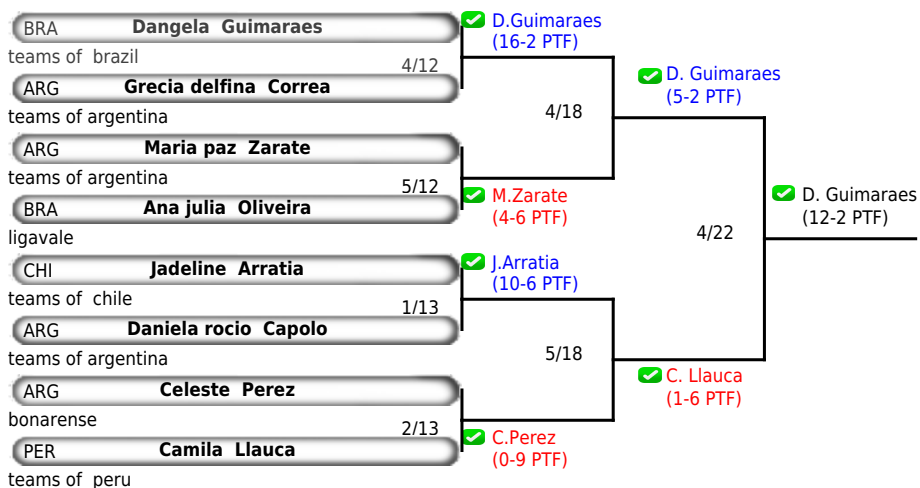 BRA Dangela Guimaraes
teams of brazil
4/12
ARG Grecia delfina Correa
teams of argentina
ARG Maria paz Zarate
teams of argentina
5/12
BRA Ana julia Oliveira
ligavale
CHI Jadeline Arratia
teams of chile
1/13
ARG Daniela rocio Capolo
teams of argentina
ARG Celeste Perez
bonarense
2/13
PER Camila Llauca
teams of peru
D.Guimaraes
(16-2 PTF)
4/18
M.Zarate
(4-6 PTF)
J.Arratia
(10-6 PTF)
5/18
C.Perez
(0-9 PTF)
D. Guimaraes
(5-2 PTF)
4/22
C. Llauca
(1-6 PTF)
D. Guimaraes
(12-2 PTF)